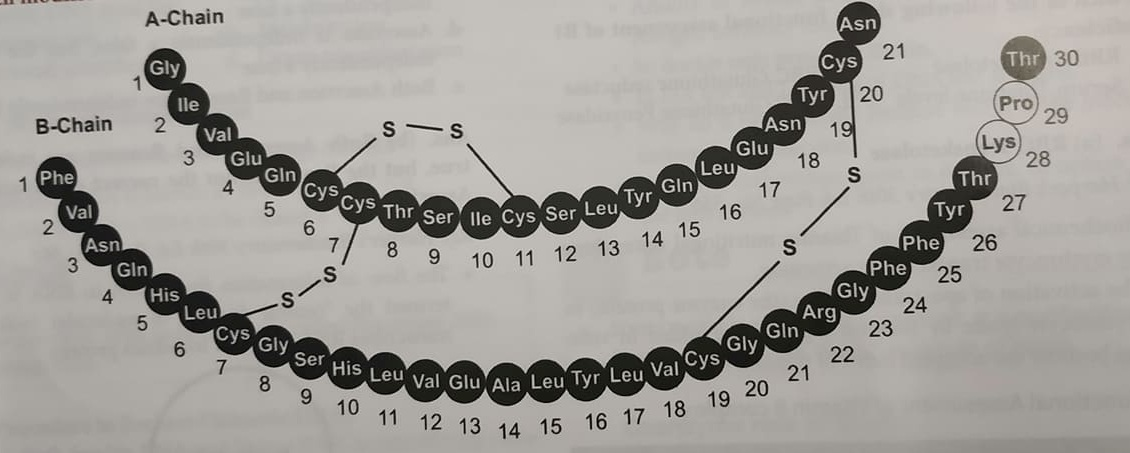 A-Chain
Gly Ile Val Glu Gln Cys Cys Thr Ser Ile Cys Ser Leu Tyr Gln Leu Glu Asn Tyr Cys Asn
1 2 3 4 5 6 7 8 9 10 11 12 13 14 15 16 17 18 19 20 21
S S
S S
S S
B-Chain
Phe Val Asn Gln His Leu Cys Gly Ser His Leu Val Glu Ala Leu Tyr Leu Val Cys Gly Gln Arg Gly Phe Phe Tyr Thr Lys Pro Thr
1 2 3 4 5 6 7 8 9 10 11 12 13 14 15 16 17 18 19 20 21 22 23 24 25 26 27 28 29 30